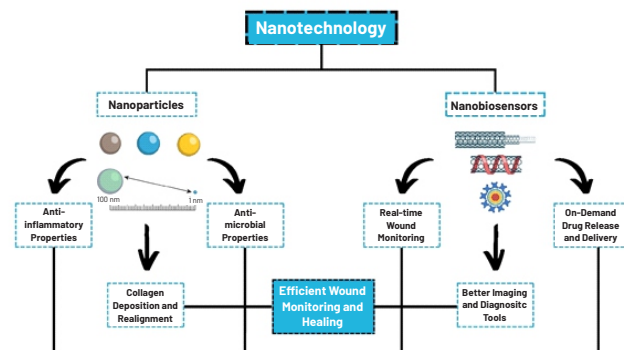 Nanotechnology
Nanoparticles
Nanobiosensors
100 nm
1 nm
Anti-
inflammatory
Properties
Anti-
microbial
Properties
Real-time
Wound
Monitoring
On-Demand
Drug Release
and Delivery
Collagen
Deposition and
Realignment
Efficient Wound
Monitoring and
Healing
Better Imaging
and Diagnositc
Tools